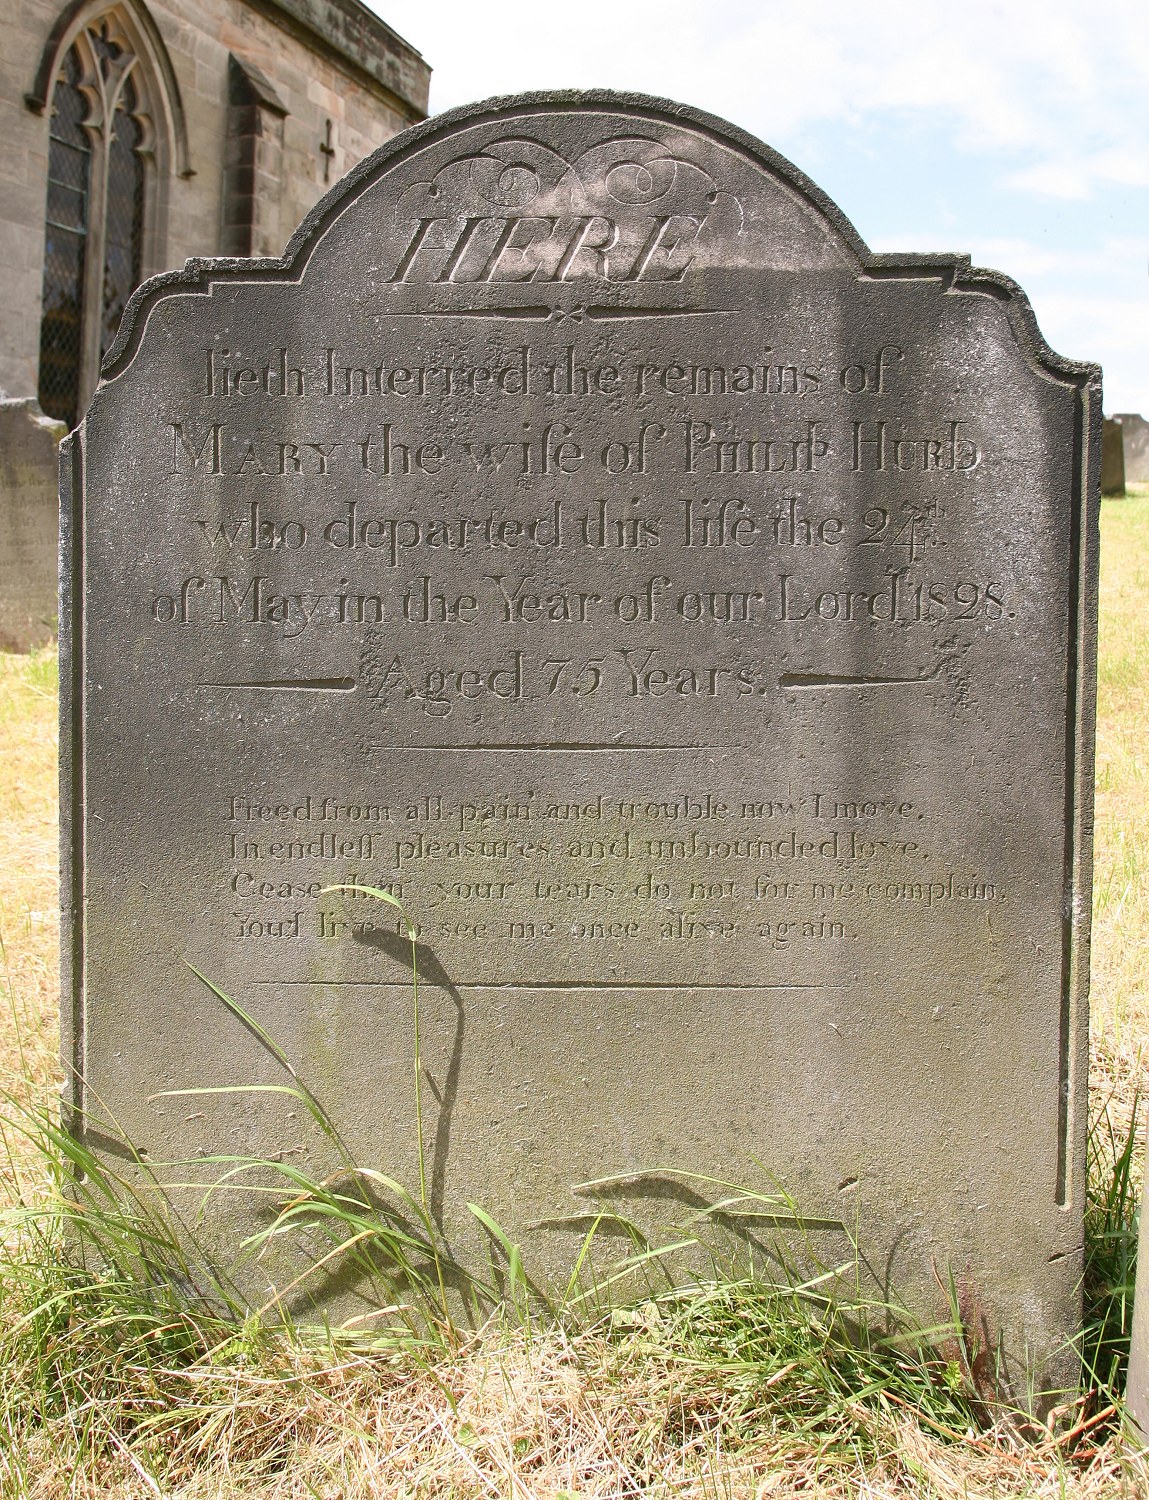 HERE
lieth Interred the remains of
MARY the wife of PHILIP HURD
who departed this life the 24th.
of May in the Year of our Lord 1828.
Aged 75 Years.
Freed from all pain and trouble now I move,
In endleſſ pleasures and unbounded love,
Cease then your tears do not for me complain,
You'l live to see me once alive again.